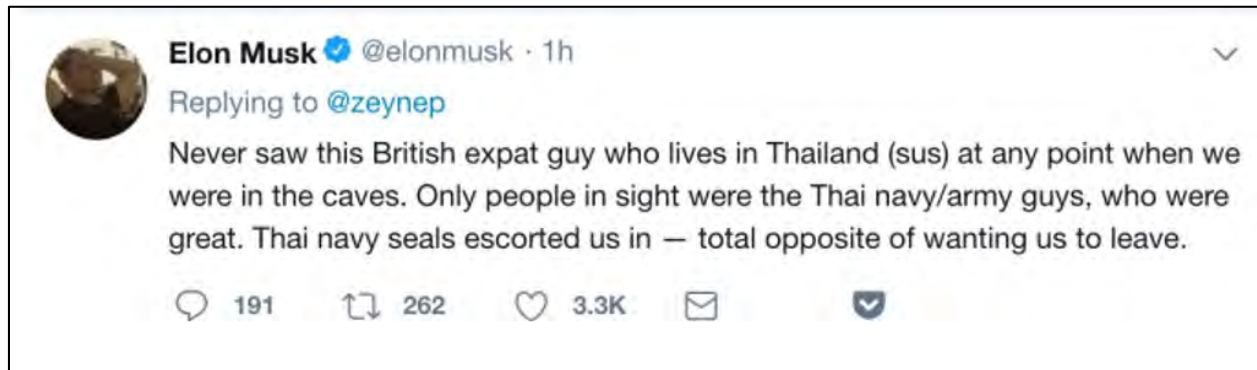 Elon Musk @elonmusk · 1h
Replying to @zeynep
Never saw this British expat guy who lives in Thailand (sus) at any point when we
were in the caves. Only people in sight were the Thai navy/army guys, who were
great. Thai navy seals escorted us in — total opposite of wanting us to leave.
191 262 3.3K